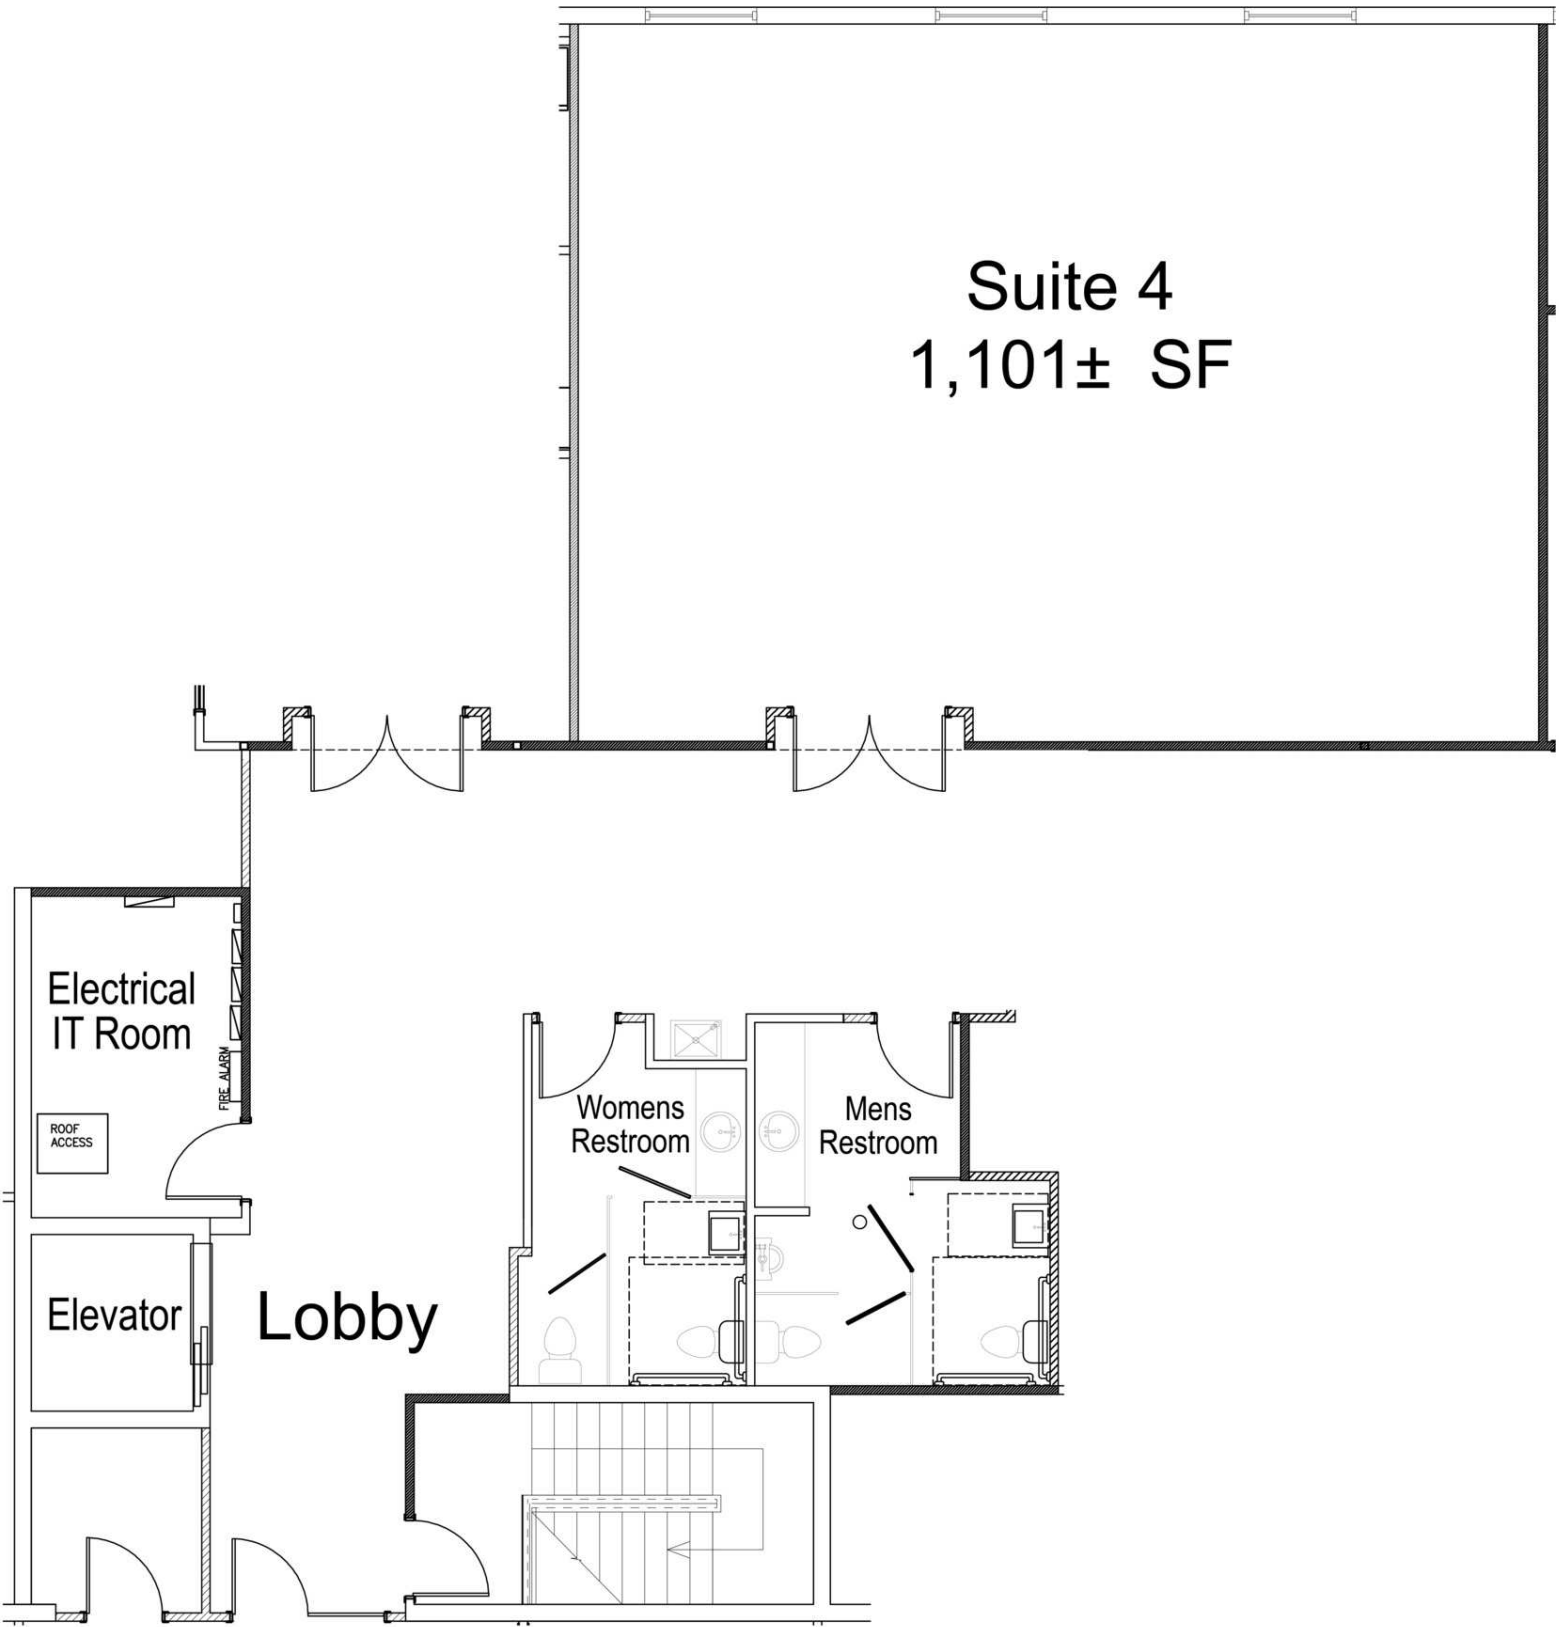 Suite 4
1,101± SF
Electrical
IT Room
FIRE ALARM
ROOF
ACCESS
Womens
Restroom
Mens
Restroom
Elevator
Lobby